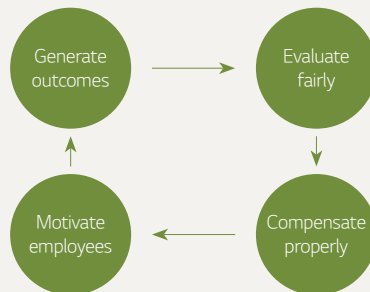 Generate
outcomes
Evaluate
fairly
Motivate
employees
Compensate
properly